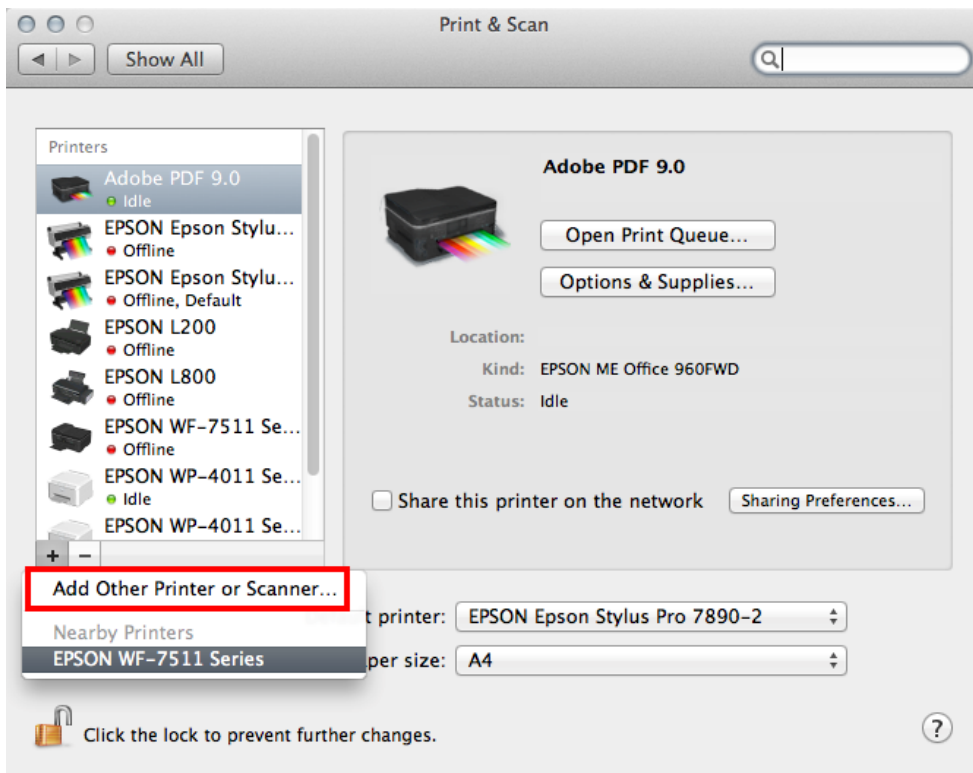 Print & Scan
Show All
Printers
Adobe PDF 9.0
Idle
EPSON Epson Stylu...
Offline
EPSON Epson Stylu...
Offline, Default
EPSON L200
Offline
EPSON L800
Offline
EPSON WF-7511 Se...
Offline
EPSON WP-4011 Se...
Idle
EPSON WP-4011 Se...
+ −
Add Other Printer or Scanner...
Nearby Printers
EPSON WF-7511 Series
Adobe PDF 9.0
Open Print Queue...
Options & Supplies...
Location:
Kind: EPSON ME Office 960FWD
Status: Idle
Share this printer on the network Sharing Preferences...
t printer: EPSON Epson Stylus Pro 7890-2
per size: A4
Click the lock to prevent further changes.
?